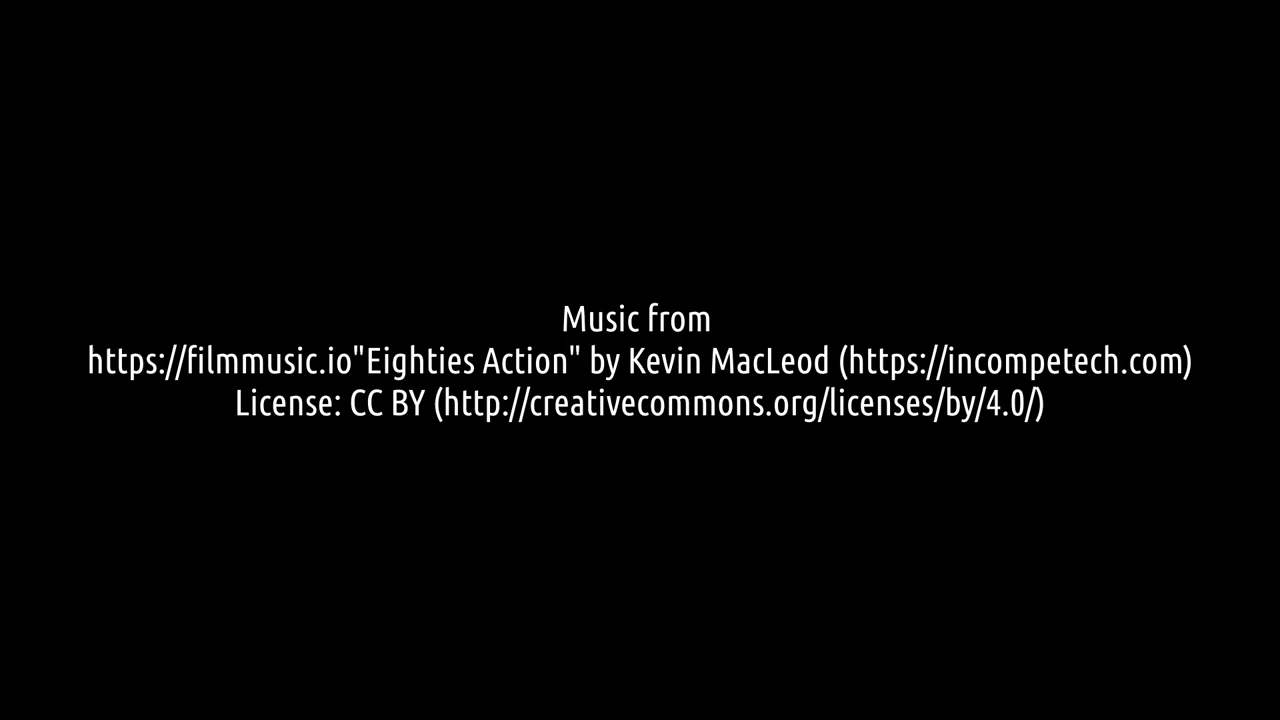 Music from
https://filmmusic.io"Eighties Action" by Kevin MacLeod (https://incompetech.com)
License: CC BY (http://creativecommons.org/licenses/by/4.0/)